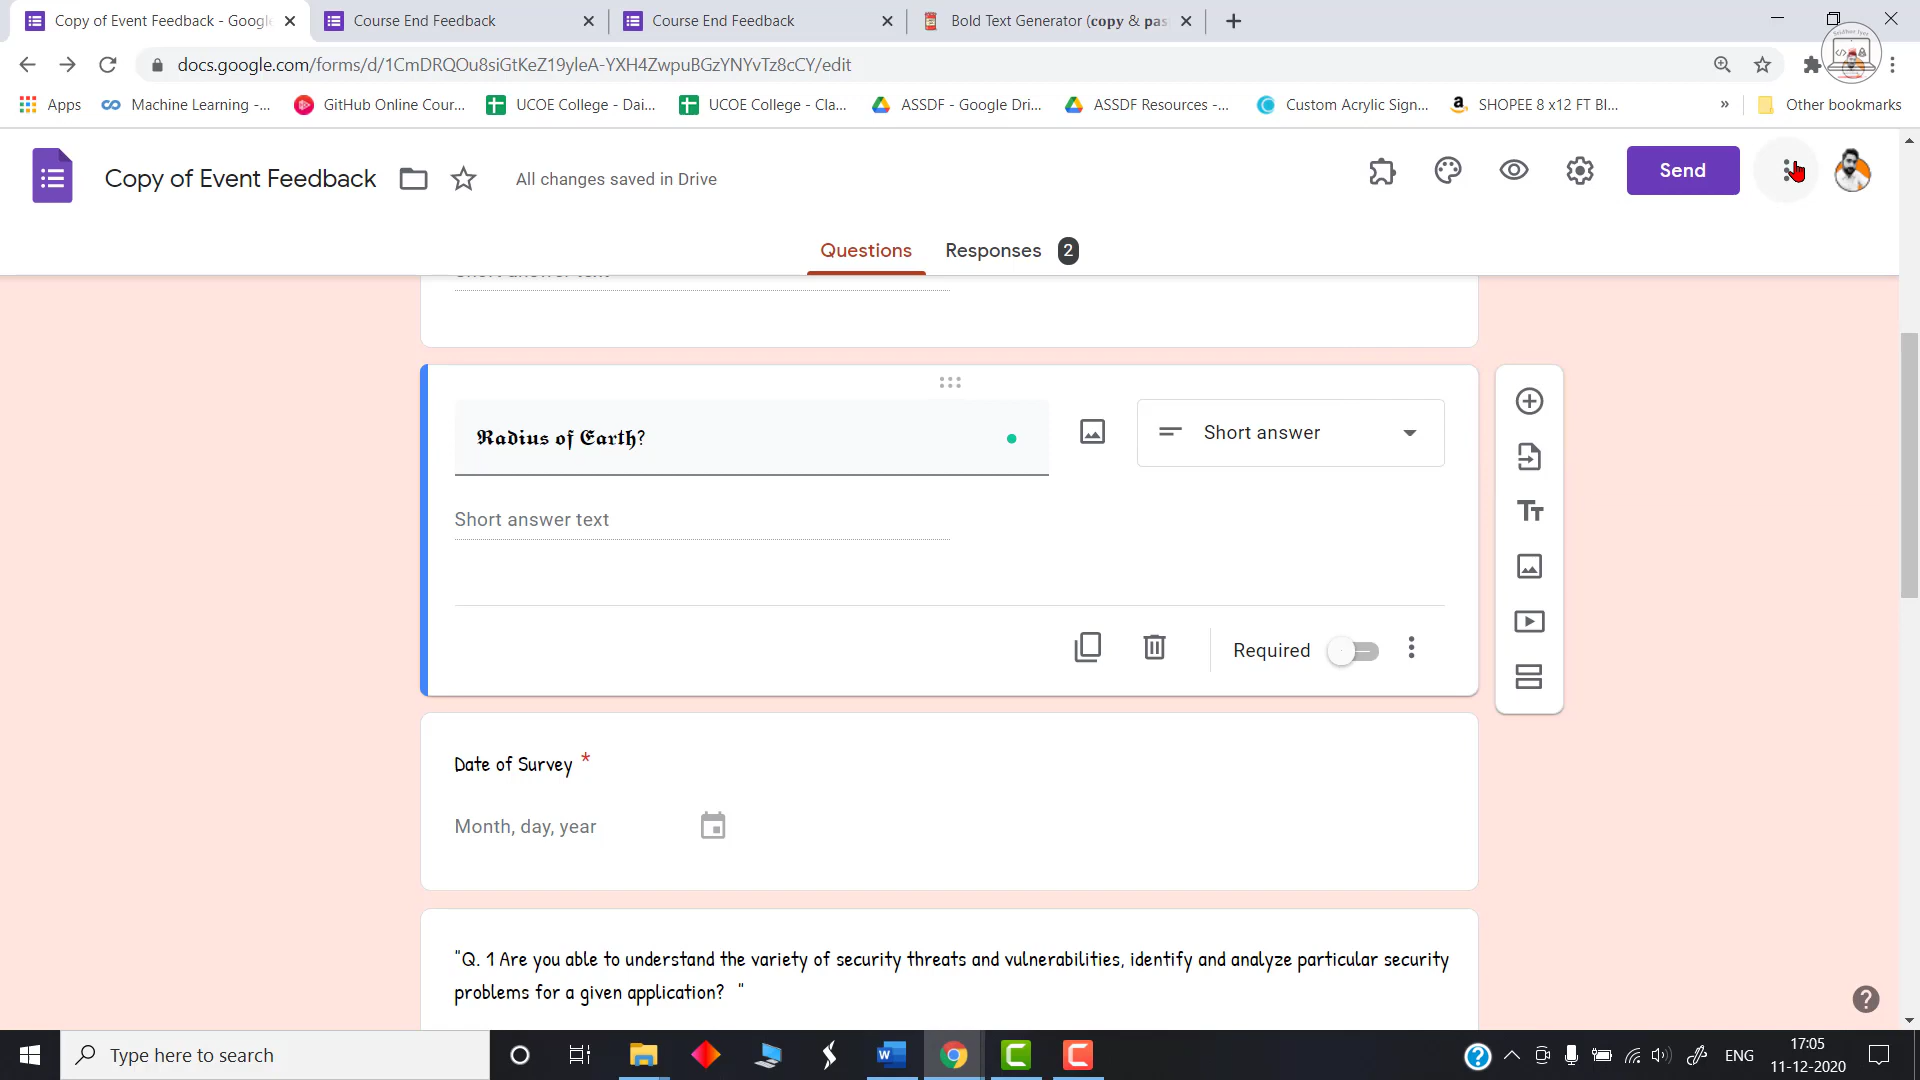 Copy of Event Feedback - Google
Course End Feedback
Course End Feedback
Bold Text Generator (𝐜𝐨𝐩𝐲 & 𝐩𝐚𝐬
docs.google.com/forms/d/1CmDRQOu8siGtKeZ19yleA-YXH4ZwpuBGzYNYvTz8cCY/edit
Apps
Machine Learning -...
GitHub Online Cour...
UCOE College - Dai...
UCOE College - Cla...
ASSDF - Google Dri...
ASSDF Resources -...
Custom Acrylic Sign...
SHOPEE 8 x12 FT Bl...
»
Other bookmarks
Copy of Event Feedback
All changes saved in Drive
Send
Questions
Responses 2
Short answer text
𝕽𝖆𝖉𝖎𝖚𝖘 𝖔𝖋 𝕰𝖆𝖗𝖙𝖍?
Short answer
Short answer text
Required
Date of Survey *
Month, day, year
"Q. 1 Are you able to understand the variety of security threats and vulnerabilities, identify and analyze particular security
problems for a given application? "
Type here to search
ENG
17:05
11-12-2020